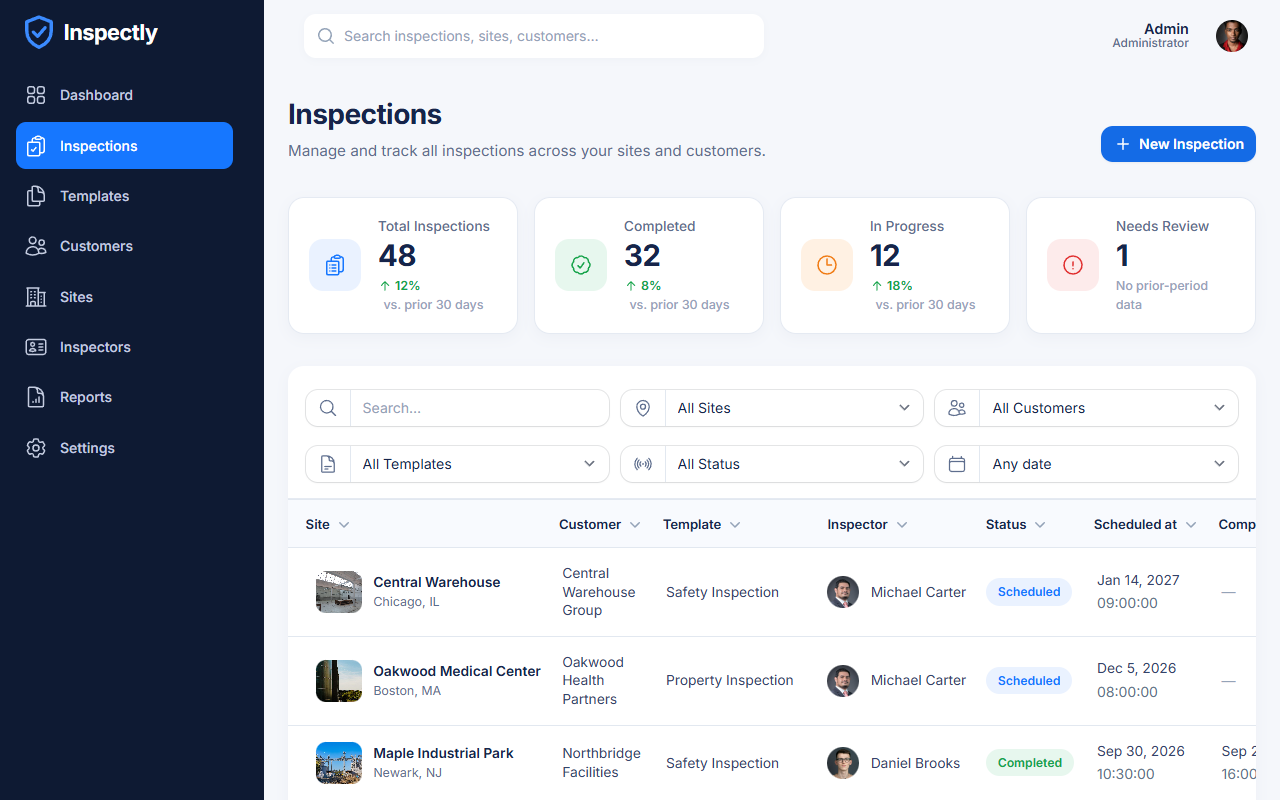 Inspectly
Search inspections, sites, customers...
Admin
Administrator
Dashboard
Inspections
Templates
Customers
Sites
Inspectors
Reports
Settings
Inspections
Manage and track all inspections across your sites and customers.
+ New Inspection
Total Inspections
48
↑ 12%
vs. prior 30 days
Completed
32
↑ 8%
vs. prior 30 days
In Progress
12
↑ 18%
vs. prior 30 days
Needs Review
1
No prior-period
data
Search...
All Sites
All Customers
All Templates
All Status
Any date
Site Customer Template Inspector Status Scheduled at Comp
Central Warehouse
Chicago, IL
Central
Warehouse
Group
Safety Inspection
Michael Carter
Scheduled
Jan 14, 2027
09:00:00
—
Oakwood Medical Center
Boston, MA
Oakwood
Health
Partners
Property Inspection
Michael Carter
Scheduled
Dec 5, 2026
08:00:00
—
Maple Industrial Park
Newark, NJ
Northbridge
Facilities
Safety Inspection
Daniel Brooks
Completed
Sep 30, 2026
10:30:00
Sep 2
16:00